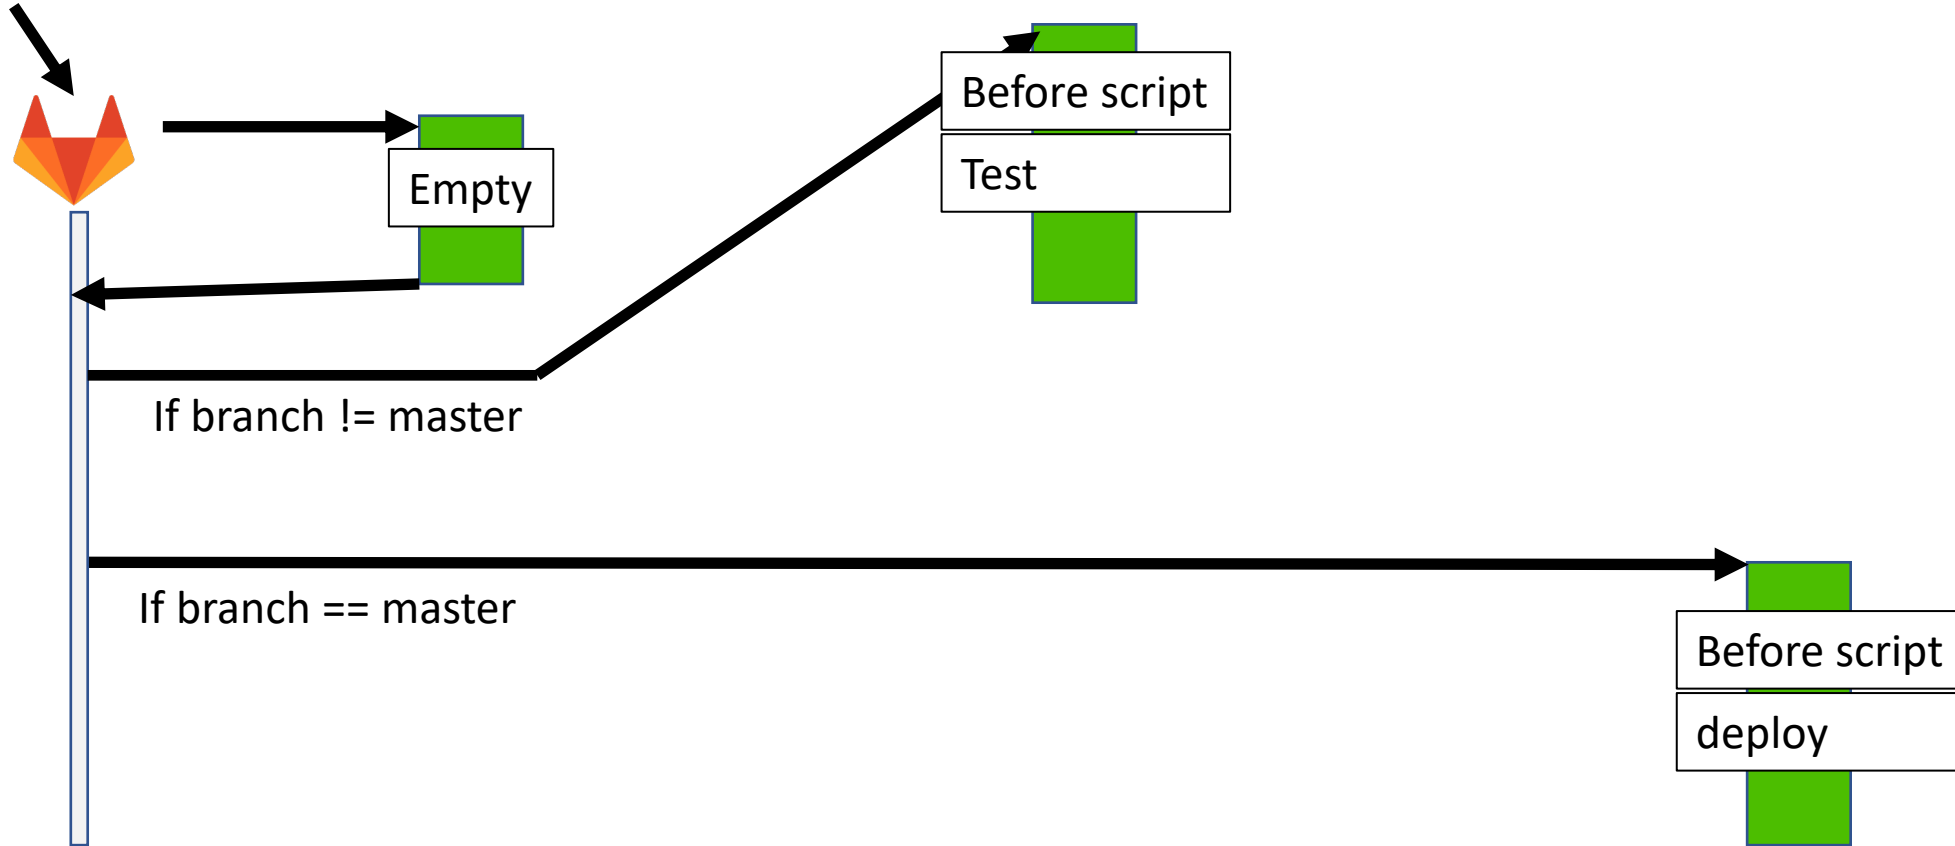 Before script
Test
Empty
If branch != master
If branch == master
Before script
deploy